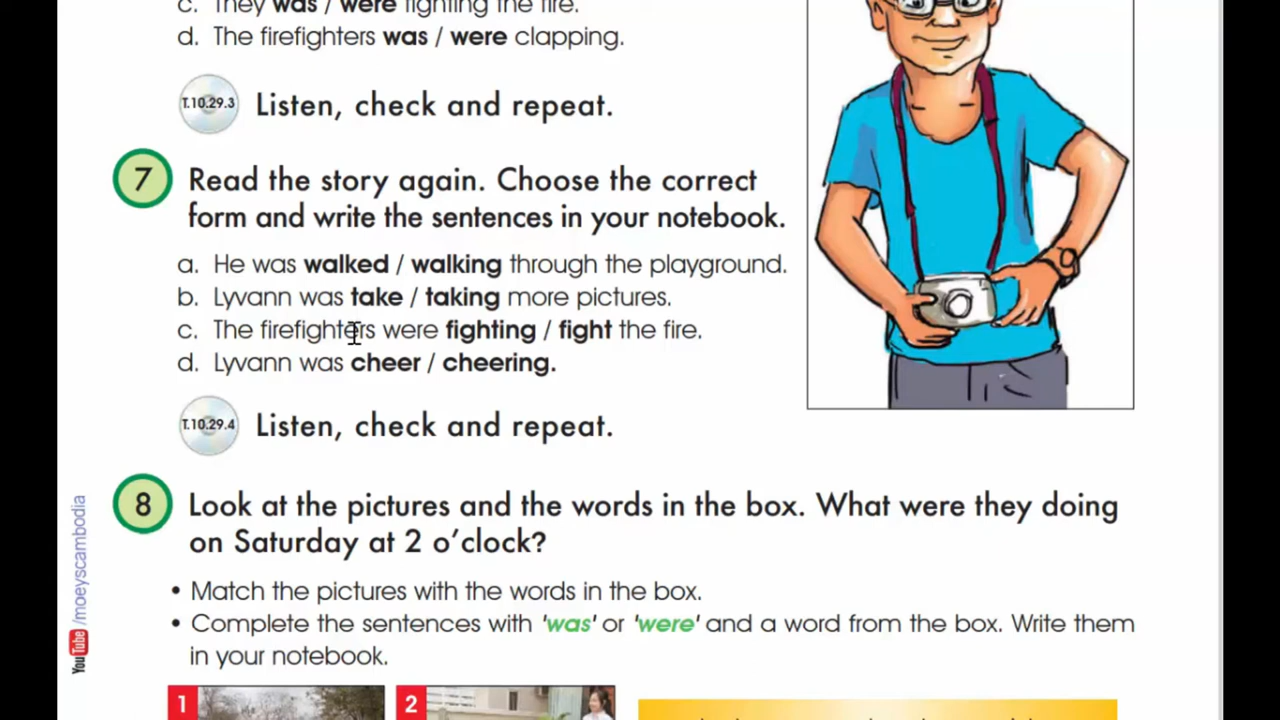 c. They was / were fighting the fire.
d. The firefighters was / were clapping.
T.10.29.3 Listen, check and repeat.
7 Read the story again. Choose the correct
form and write the sentences in your notebook.
a. He was walked / walking through the playground.
b. Lyvann was take / taking more pictures.
c. The firefighters were fighting / fight the fire.
d. Lyvann was cheer / cheering.
T.10.29.4 Listen, check and repeat.
8 Look at the pictures and the words in the box. What were they doing
on Saturday at 2 o'clock?
• Match the pictures with the words in the box.
• Complete the sentences with 'was' or 'were' and a word from the box. Write them
in your notebook.
YouTube /moeyscambodia
1
2